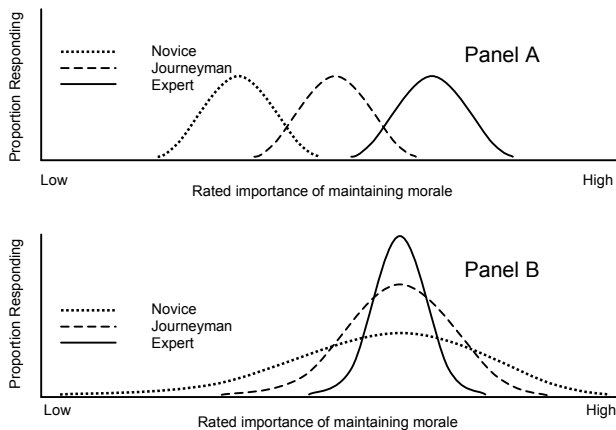 Proportion Responding
Novice
Journeyman
Expert
Panel A
Low
Rated importance of maintaining morale
High
Proportion Responding
Novice
Journeyman
Expert
Panel B
Low
Rated importance of maintaining morale
High